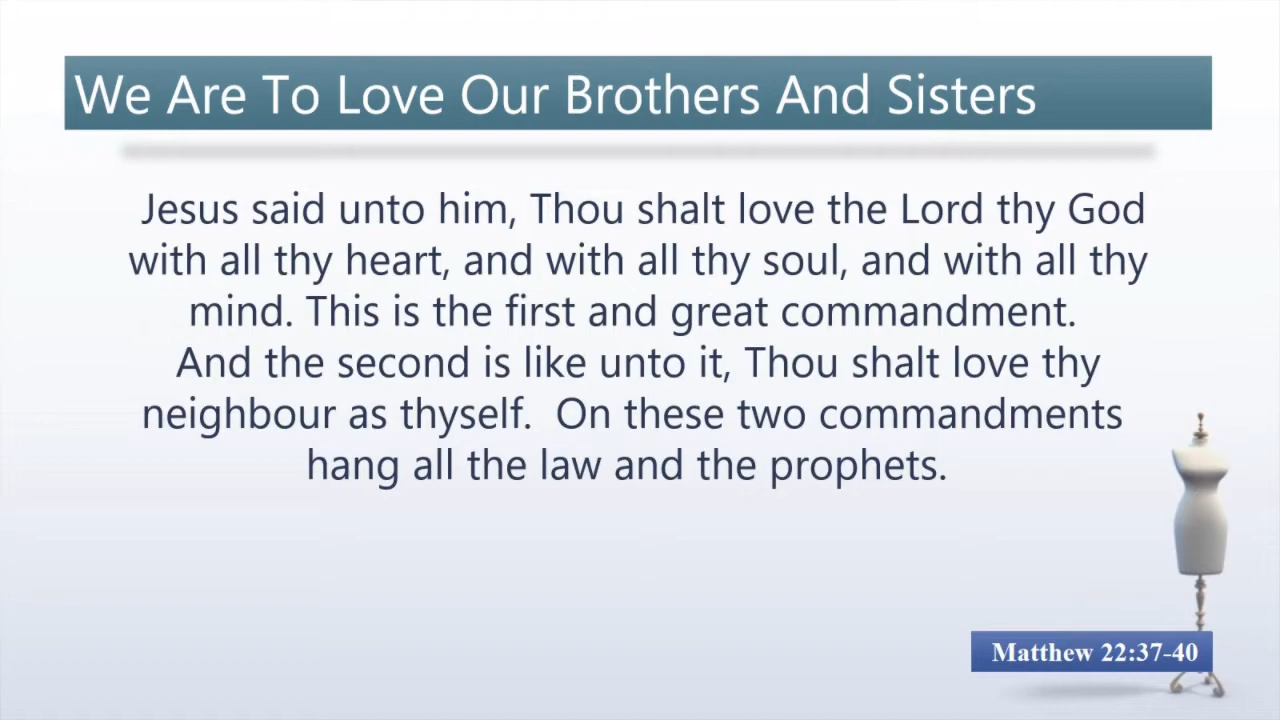 We Are To Love Our Brothers And Sisters
Jesus said unto him, Thou shalt love the Lord thy God
with all thy heart, and with all thy soul, and with all thy
mind. This is the first and great commandment.
And the second is like unto it, Thou shalt love thy
neighbour as thyself.  On these two commandments
hang all the law and the prophets.
Matthew 22:37-40